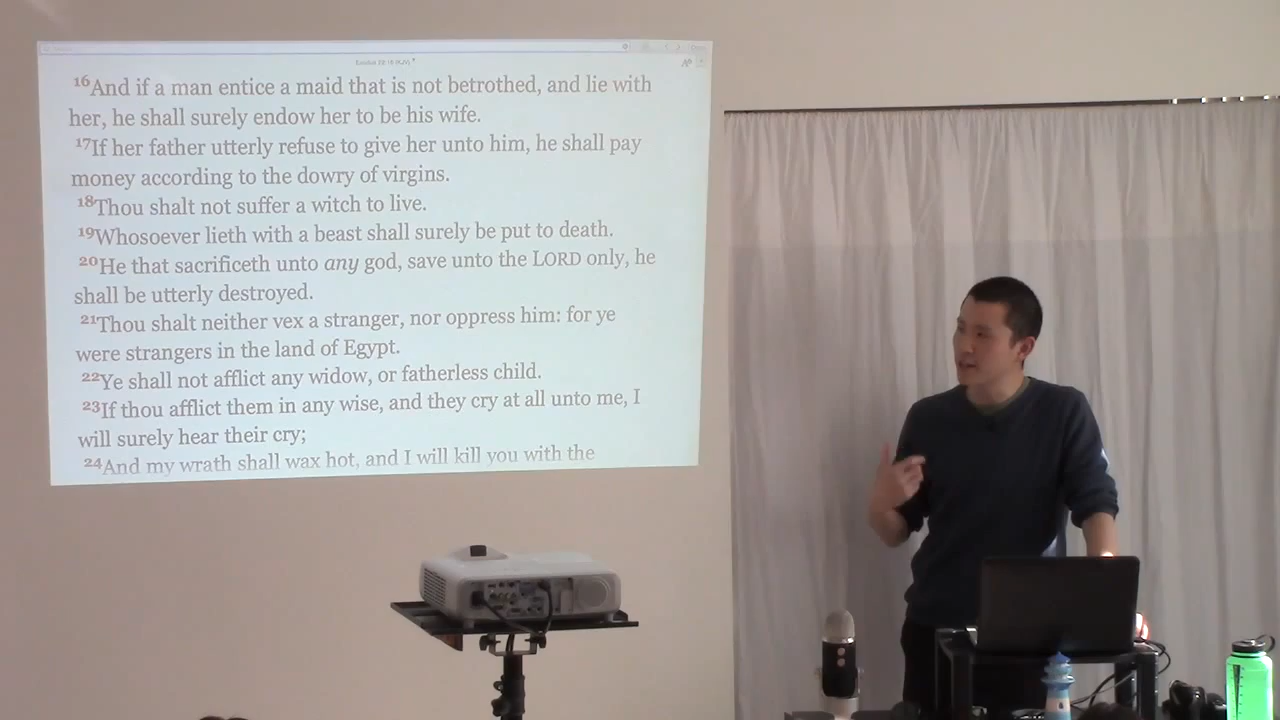 Exodus 22:16 (KJV)
16And if a man entice a maid that is not betrothed, and lie with
her, he shall surely endow her to be his wife.
17If her father utterly refuse to give her unto him, he shall pay
money according to the dowry of virgins.
18Thou shalt not suffer a witch to live.
19Whosoever lieth with a beast shall surely be put to death.
20He that sacrificeth unto any god, save unto the LORD only, he
shall be utterly destroyed.
21Thou shalt neither vex a stranger, nor oppress him: for ye
were strangers in the land of Egypt.
22Ye shall not afflict any widow, or fatherless child.
23If thou afflict them in any wise, and they cry at all unto me, I
will surely hear their cry;
24And my wrath shall wax hot, and I will kill you with the